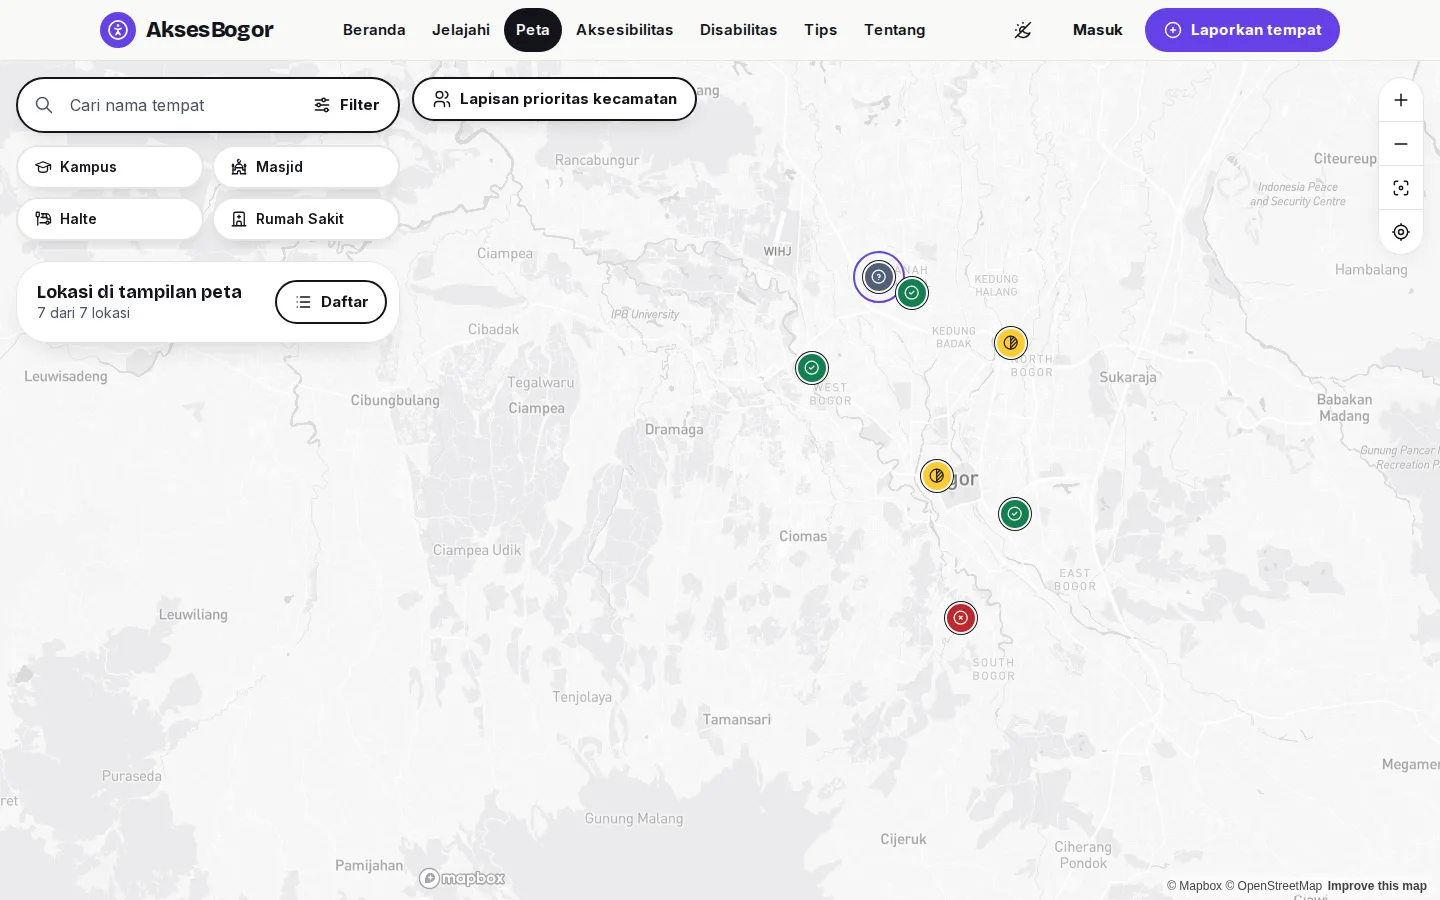 AksesBogor
Beranda
Jelajahi
Peta
Aksesibilitas
Disabilitas
Tips
Tentang
Masuk
Laporkan tempat
Cari nama tempat
Filter
Lapisan prioritas kecamatan
Kampus
Masjid
Halte
Rumah Sakit
Lokasi di tampilan peta
7 dari 7 lokasi
Daftar
Rancabungur
Citeureup
Indonesia Peace
and Security Centre
WIHJ
Ciampea
Hambalang
KEDUNG
HALANG
IPB University
Cibadak
KEDUNG
BADAK
NORTH
BOGOR
Leuwisadeng
Tegalwaru
Sukaraja
WEST
BOGOR
Cibungbulang
Ciampea
Babakan
Madang
Dramaga
Gunung Pancar
Recreation
Ciomas
Ciampea Udik
EAST
BOGOR
Leuwiliang
SOUTH
BOGOR
Tenjolaya
Tamansari
Puraseda
Gunung Malang
Cijeruk
Ciherang
Pondok
Pamijahan
mapbox
© Mapbox © OpenStreetMap Improve this map